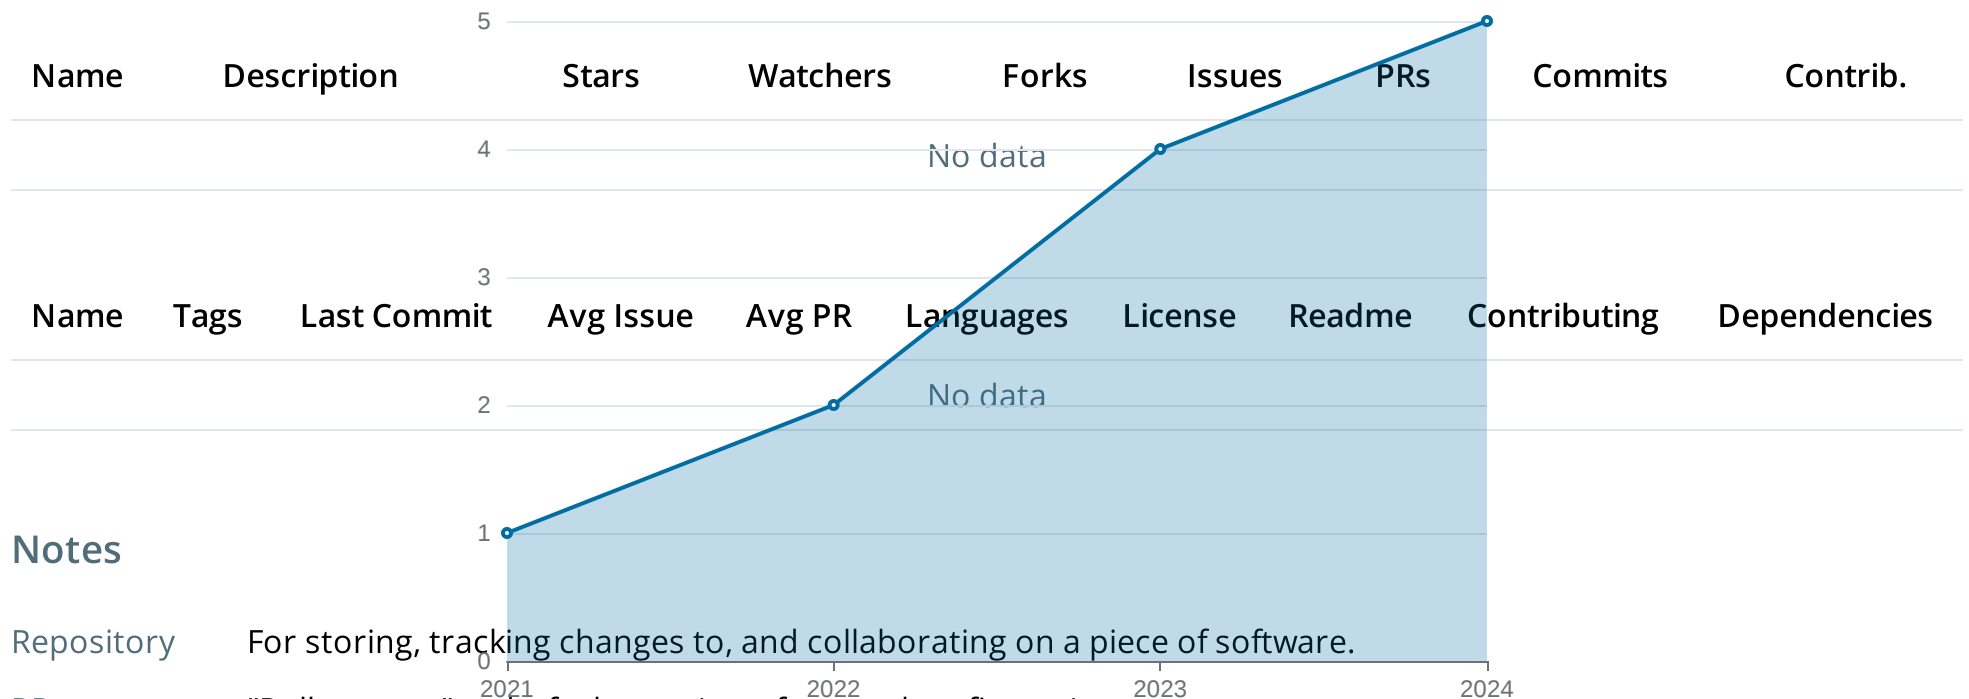 5
Name Description Stars Watchers Forks Issues PRs Commits Contrib.
4
No data
3
Name Tags Last Commit Avg Issue Avg PR Languages License Readme Contributing Dependencies
No data
2
1
Notes
Repository For storing, tracking changes to, and collaborating on a piece of software.
0
2021 2022 2023 2024